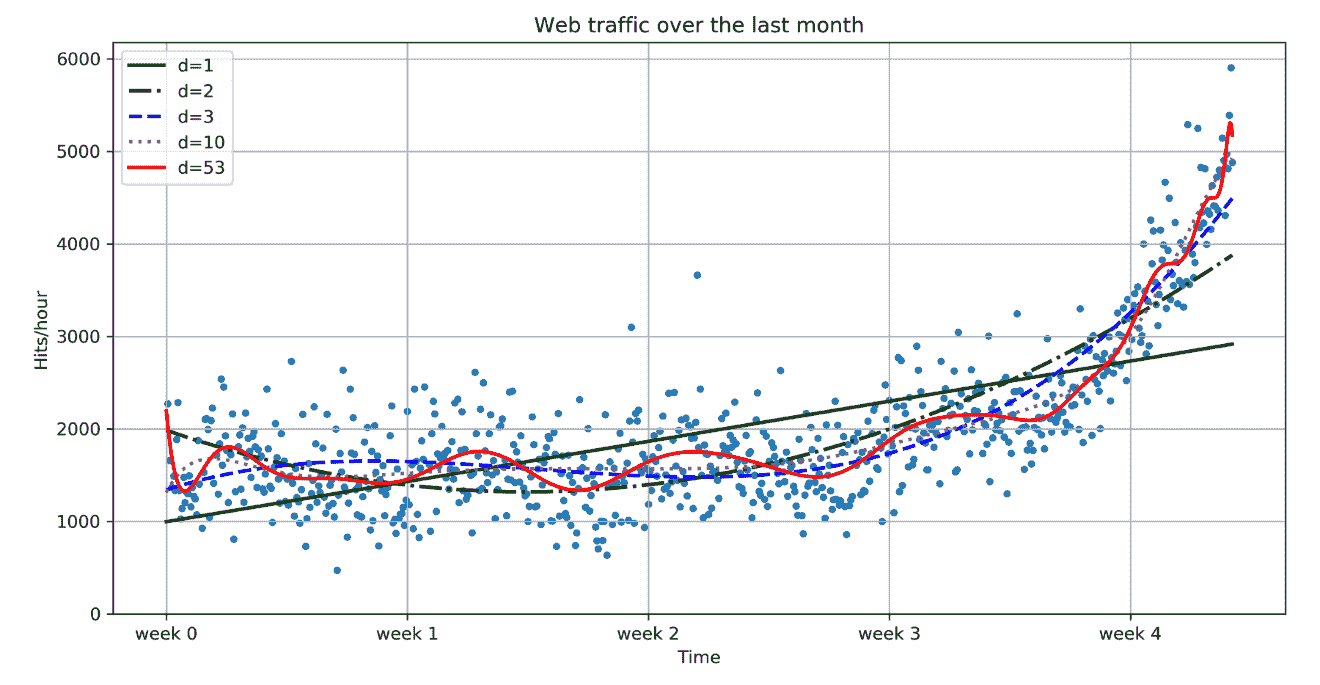 Web traffic over the last month
d=1
d=2
d=3
d=10
d=53
6000
5000
4000
3000
2000
1000
0
Hits/hour
week 0 week 1 week 2 week 3 week 4
Time